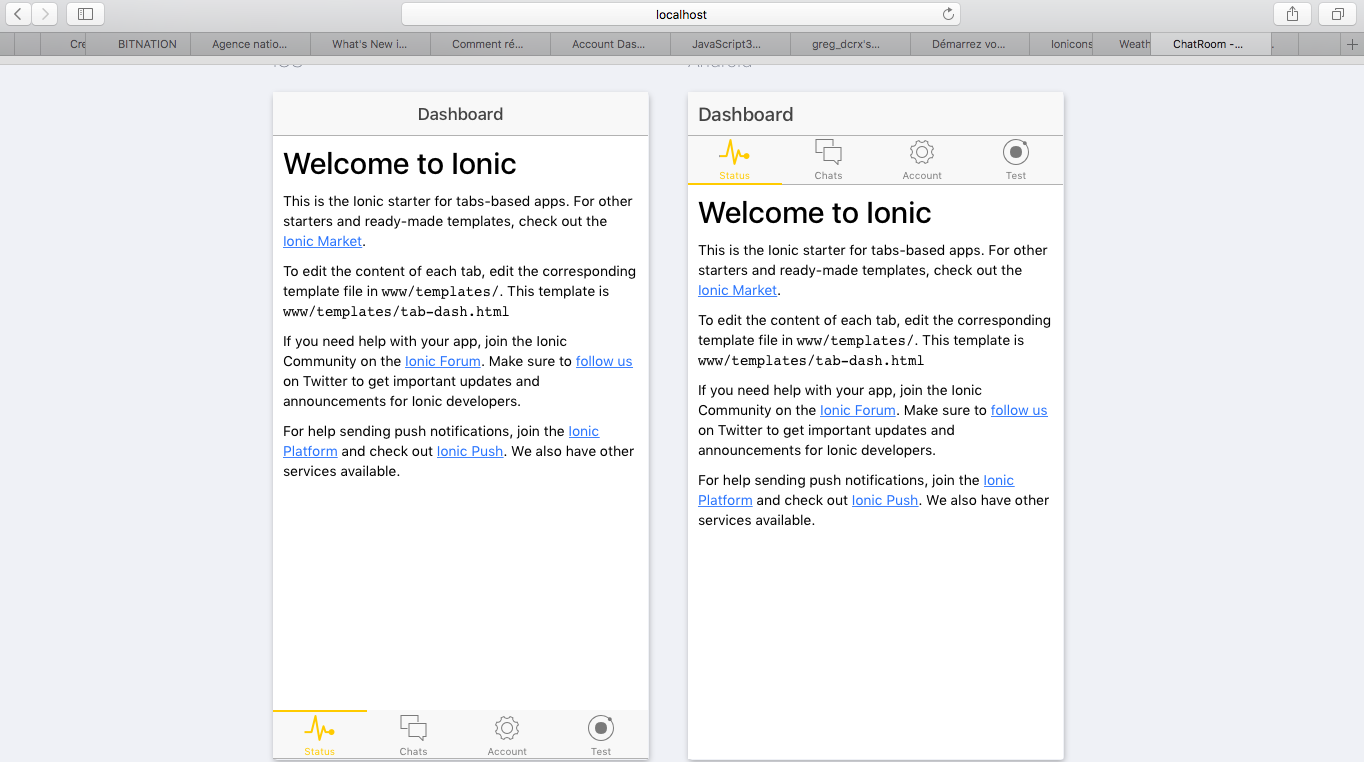 localhost
Cre
BITNATION
Agence natio...
What's New i...
Comment ré...
Account Das...
JavaScript3...
greg_dcrx's...
Démarrez vo...
Ionicons
Weath
ChatRoom -...
iOS
Android
Dashboard
Welcome to Ionic
This is the Ionic starter for tabs-based apps. For other
starters and ready-made templates, check out the
Ionic Market.
To edit the content of each tab, edit the corresponding
template file in www/templates/. This template is
www/templates/tab-dash.html
If you need help with your app, join the Ionic
Community on the Ionic Forum. Make sure to follow us
on Twitter to get important updates and
announcements for Ionic developers.
For help sending push notifications, join the Ionic
Platform and check out Ionic Push. We also have other
services available.
Status
Chats
Account
Test
Dashboard
Status
Chats
Account
Test
Welcome to Ionic
This is the Ionic starter for tabs-based apps. For other
starters and ready-made templates, check out the
Ionic Market.
To edit the content of each tab, edit the corresponding
template file in www/templates/. This template is
www/templates/tab-dash.html
If you need help with your app, join the Ionic
Community on the Ionic Forum. Make sure to follow us
on Twitter to get important updates and
announcements for Ionic developers.
For help sending push notifications, join the Ionic
Platform and check out Ionic Push. We also have other
services available.